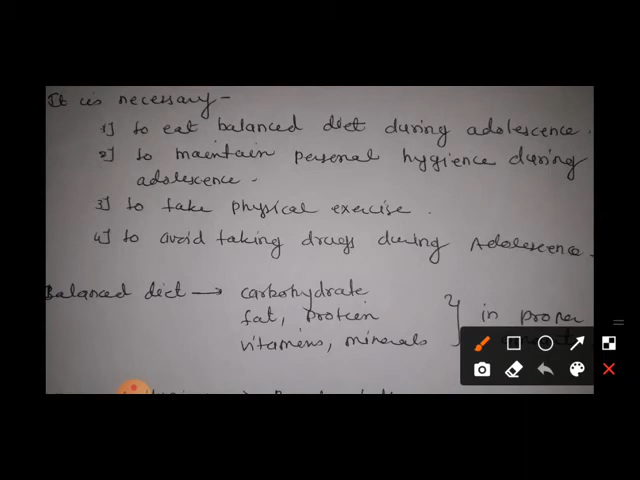 It is necessary -
1] to eat balanced diet during adolescence.
2] to maintain personal hygience during
adolescence.
3] to take physical exercise.
4] to avoid taking drugs during Adolescence.
Balanced diet → carbohydrate
fat, protein } in proper
vitamins, minerals